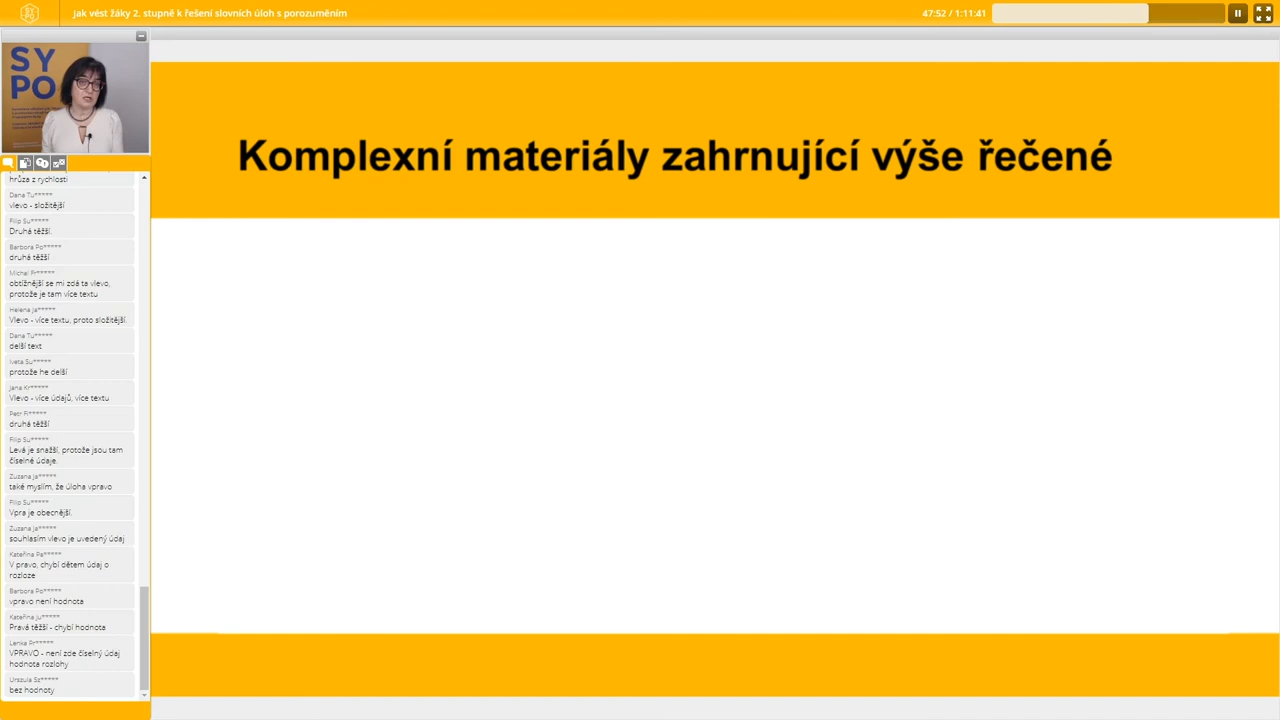 Jak vést žáky 2. stupně k řešení slovních úloh s porozuměním
47:52 / 1:11:41
SY
PO
Komplexní materiály zahrnující výše řečené
hrůza z rychlosti
Dana Tu*****
vlevo - složitější
Filip Su*****
Druhá těžší.
Barbora Po*****
druhá těžší
Michal Fr*****
obtížnější se mi zdá ta vlevo,
protože je tam více textu
Helena Ja*****
Vlevo - více textu, proto složitější.
Dana Tu*****
delší text
Iveta Su*****
protože he delší
Jana Kr*****
Vlevo - více údajů, více textu
Petr Fi*****
druhá těžší
Filip Su*****
Levá je snažší, protože jsou tam
číselné údaje.
Zuzana ja*****
také myslím, že úloha vpravo
Filip Su*****
Vpra je obecnější.
Zuzana ja*****
souhlasím vlevo je uvedený údaj
Kateřina Pa*****
V pravo, chybí dětem údaj o
rozloze
Barbora Po*****
vpravo není hodnota
Kateřina Ju*****
Pravá těžší - chybí hodnota
Lenka Pr*****
VPRAVO - není zde číselný údaj
hodnota rozlohy
Urszula Sz*****
bez hodnoty